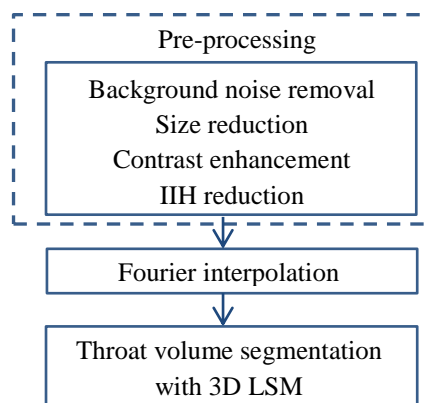 Pre-processing
Background noise removal
Size reduction
Contrast enhancement
IIH reduction
Fourier interpolation
Throat volume segmentation
with 3D LSM